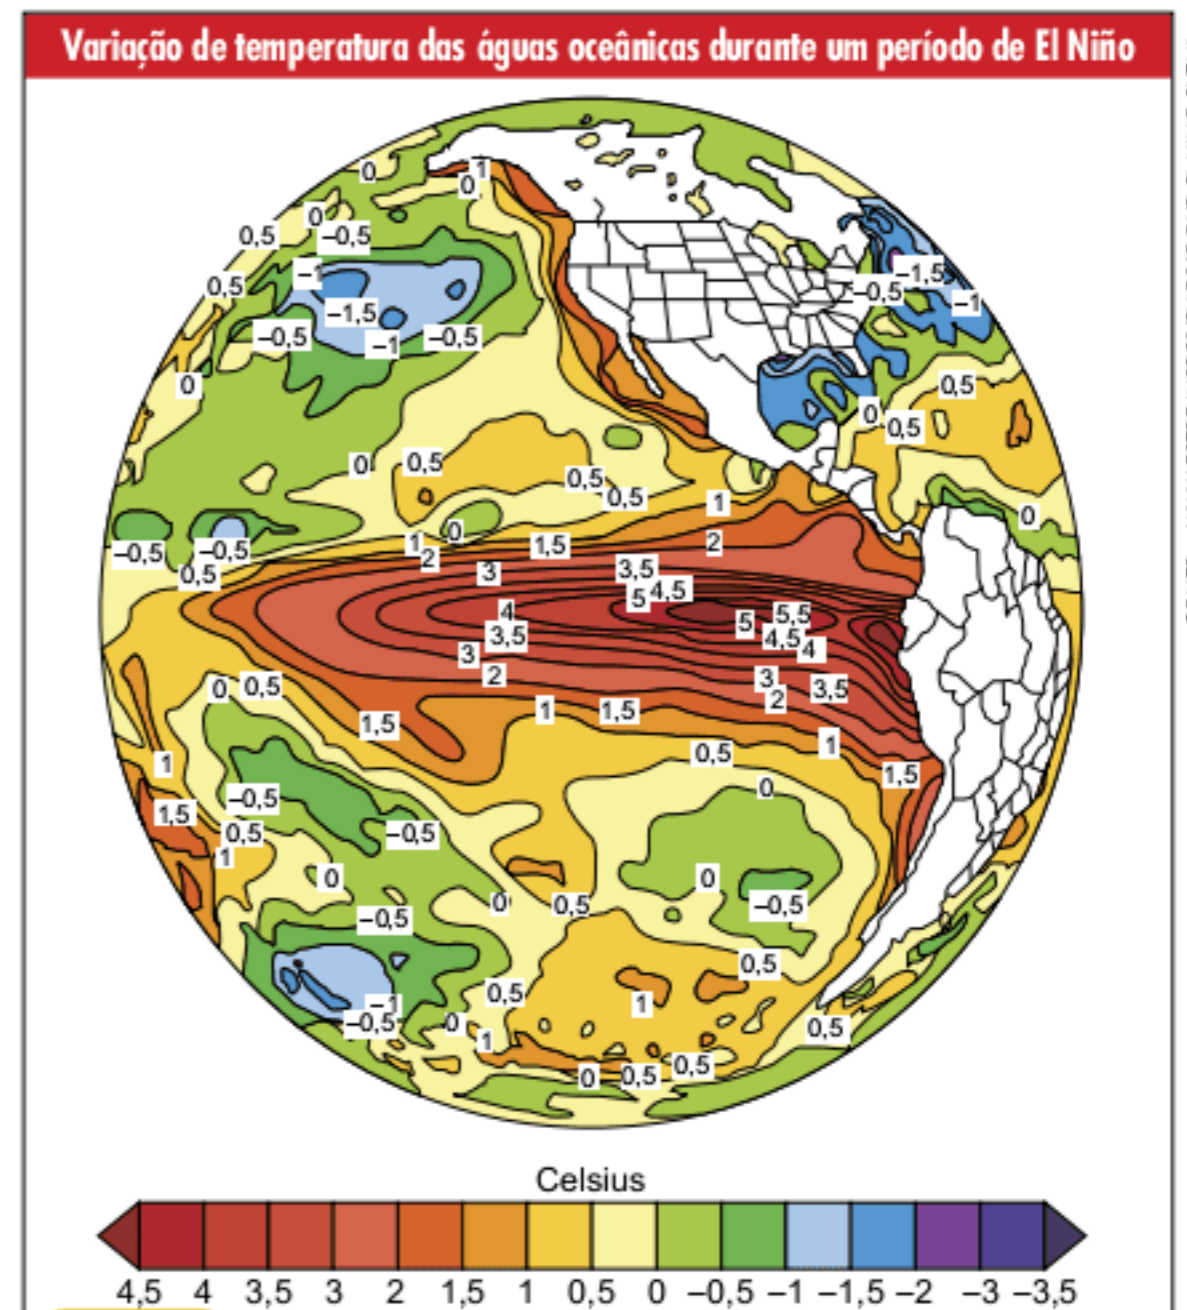 Variação de temperatura das águas oceânicas durante um período de El Niño
0 1
0
0
0,5 –0,5
–1 –1,5
0,5 –0,5
–1,5 –1
–0,5 –1 –0,5
0 0,5
0 0,5
0 0,5 0,5
0,5 1
0 0
–0,5 –0,5 1 2 1,5 2
0,5 3 3,5
4,5
5
4 5,5
5
3,5 4,5 4
3
2 3 3,5
0 0,5 2
1,5 1 1,5
1
0,5
1 1,5
0
–0,5
1,5
0,5 –0,5
1
0 0
–0,5 0 0,5 –0,5
0,5
0,5 1
–1
–0,5 0 0,5
1
0 0,5 0,5
Celsius
4,5 4 3,5 3 2 1,5 1 0,5 0 –0,5 –1 –1,5 –2 –3 –3,5